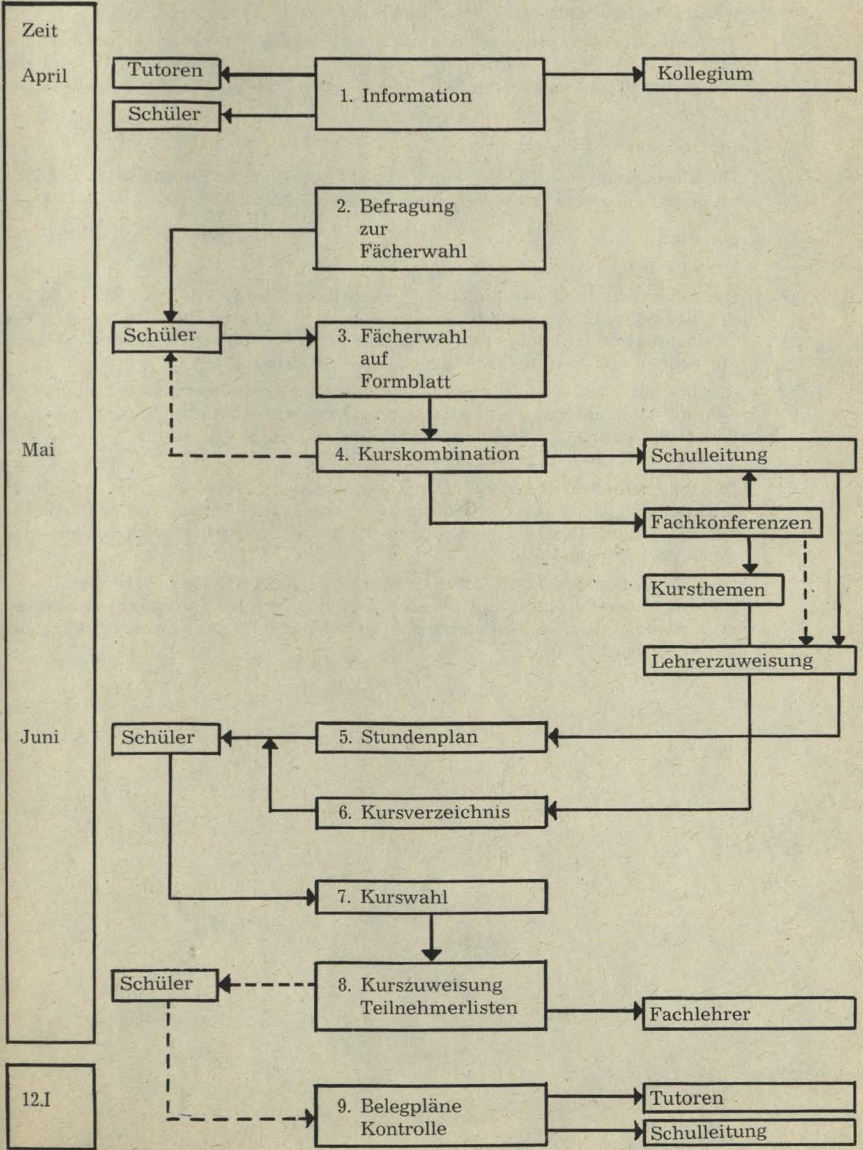 Zeit
April
Tutoren
1. Information
Kollegium
Schüler
2. Befragung
zur
Fächerwahl
Schüler
3. Fächerwahl
auf
Formblatt
Mai
4. Kurskombination
Schulleitung
Fachkonferenzen
Kursthemen
Lehrerzuweisung
Juni
Schüler
5. Stundenplan
6. Kursverzeichnis
7. Kurswahl
Schüler
8. Kurszuweisung
Teilnehmerlisten
Fachlehrer
12.I
9. Belegpläne
Kontrolle
Tutoren
Schulleitung